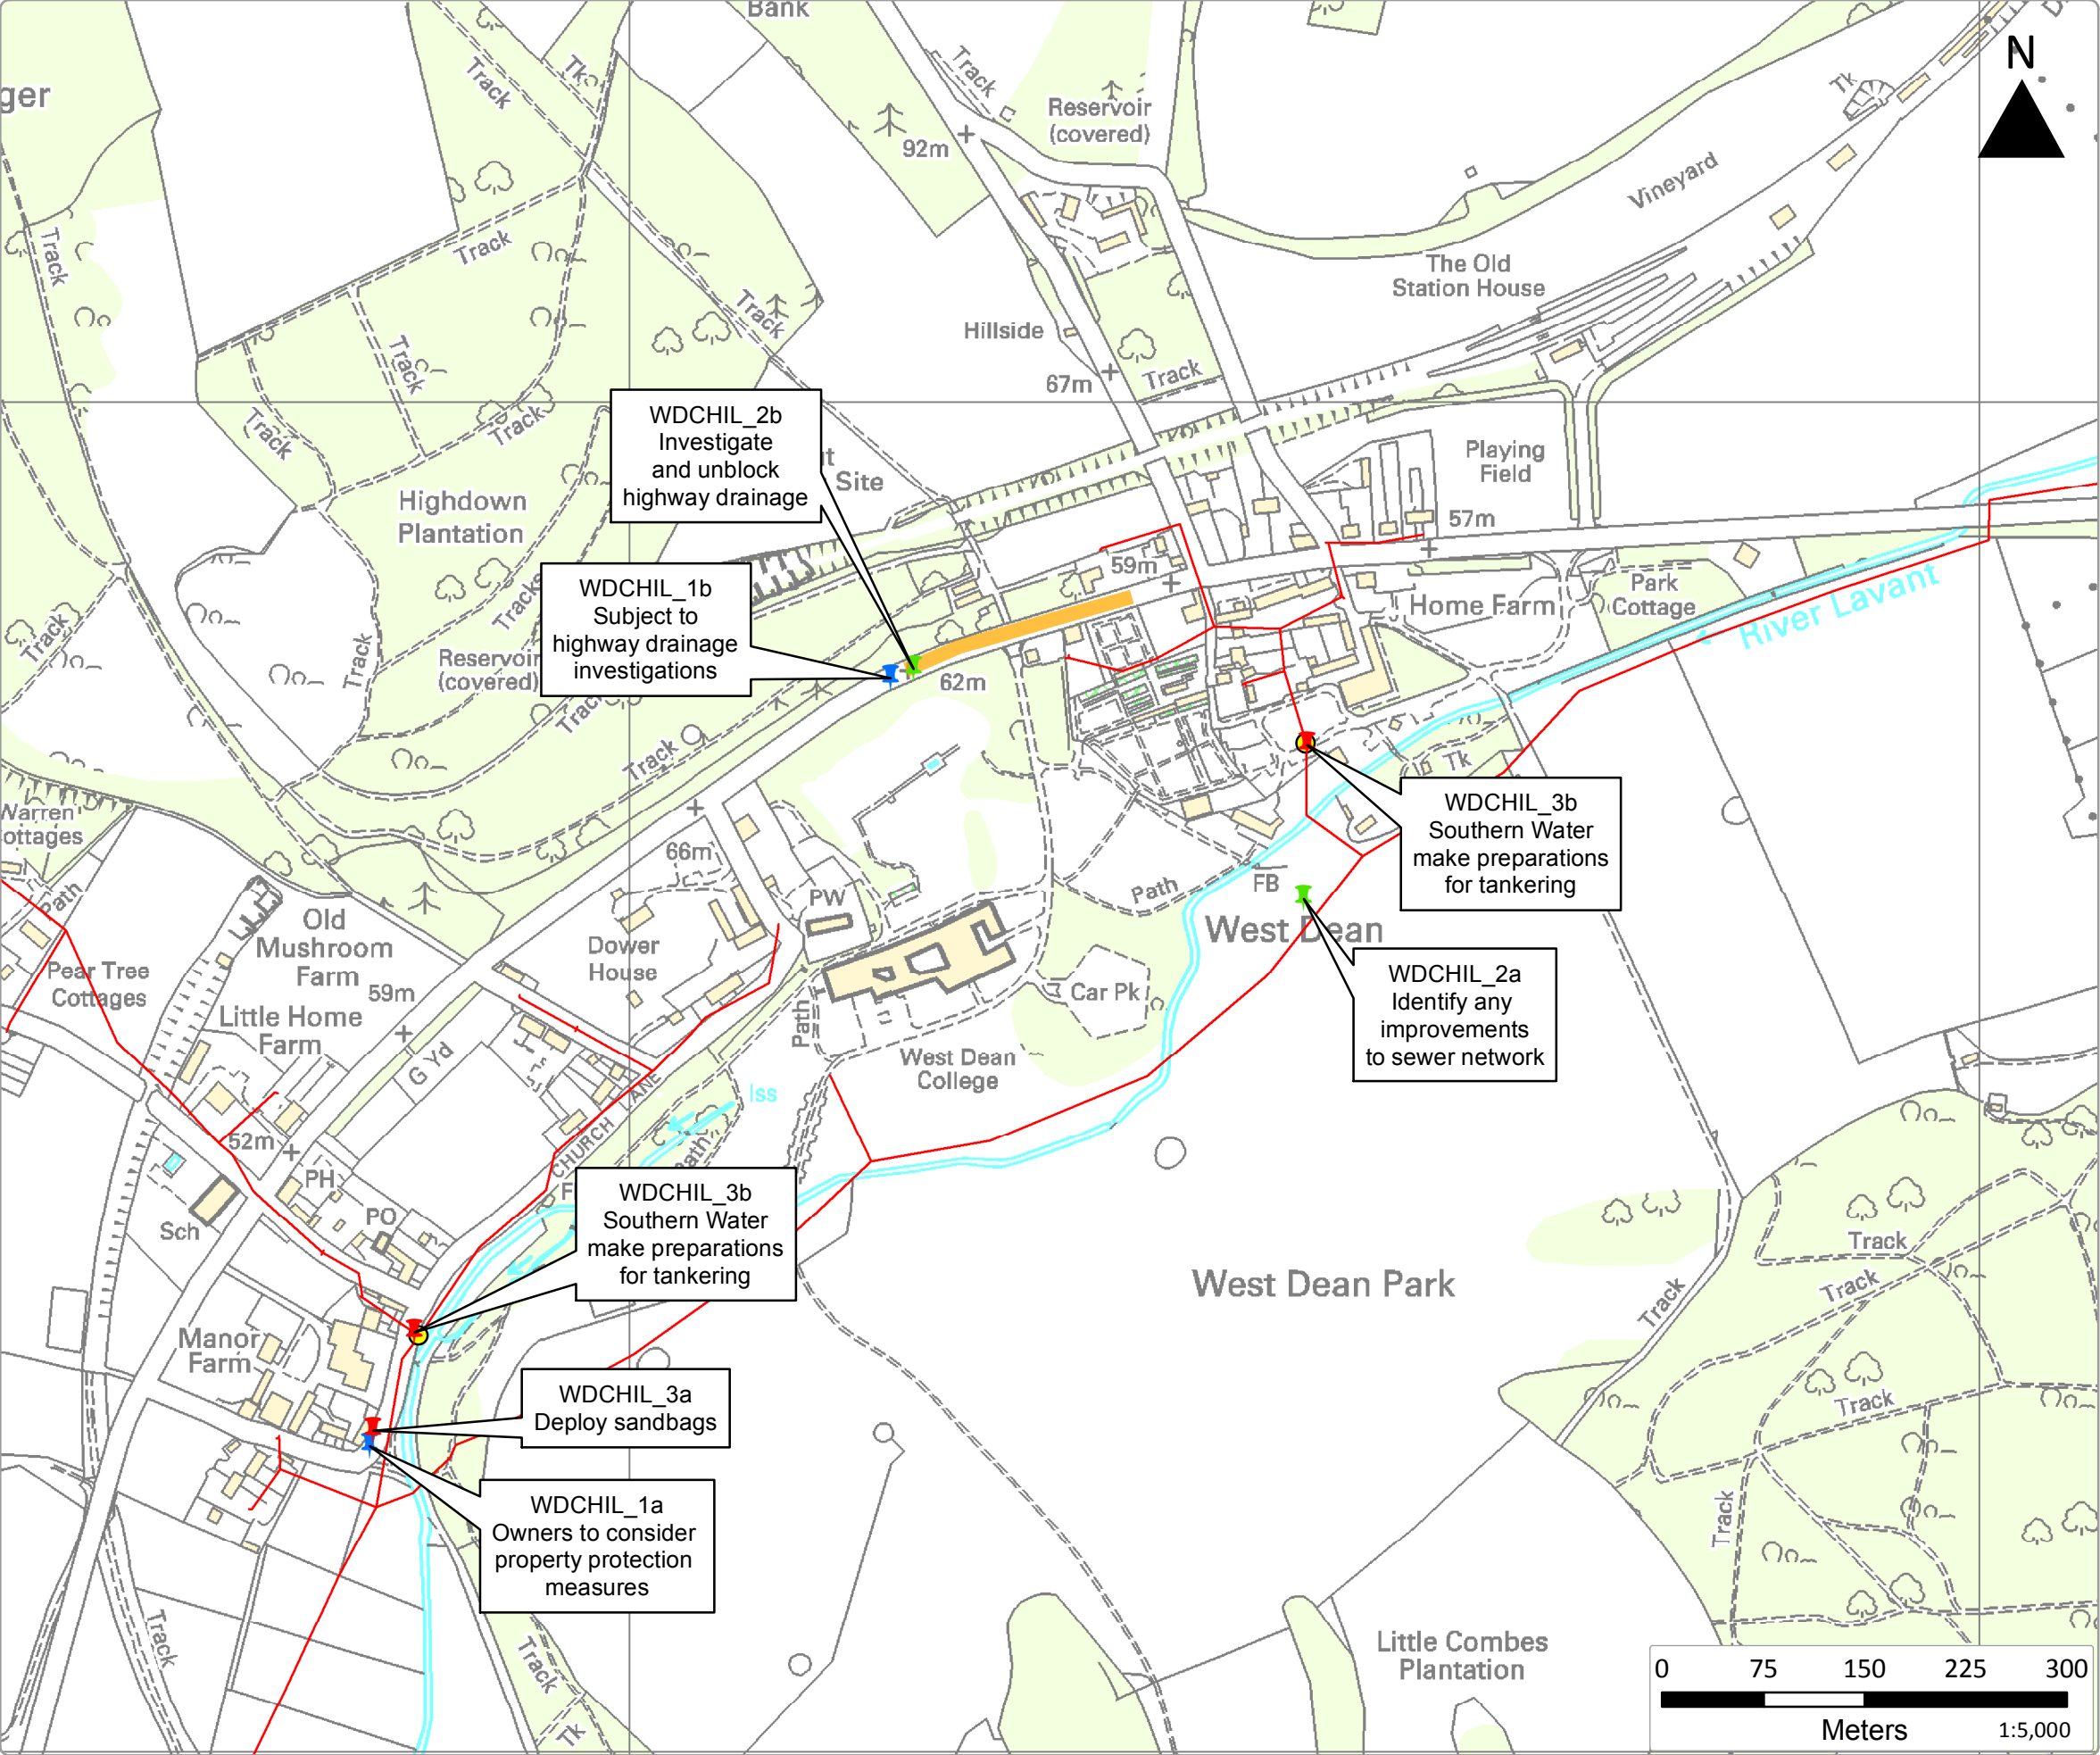 Bank
N
Track
Tk
Track
Reservoir
(covered)
Tk
ger
92m
Vineyard
Track
Track
The Old
Station House
Track
Hillside
67m
Track
Track
WDCHIL_2b
Investigate
and unblock
highway drainage
Site
Track
Track
Playing
Field
Highdown
Plantation
57m
59m
WDCHIL_1b
Subject to
highway drainage
investigations
Tracks
Park
Cottage
Home Farm
River Lavant
Track
Track
Reservoir
(covered)
62m
Track
Track
Tk
WDCHIL_3b
Southern Water
make preparations
for tankering
Warren
ottages
66m
Path
PW
Path
FB
West Dean
Old
Mushroom
Farm
Dower
House
Pear Tree
Cottages
59m
Car Pk
WDCHIL_2a
Identify any
improvements
to sewer network
Little Home
Farm
Path
G Yd
West Dean
College
Iss
CHURCH LANE
52m
Path
PH
WDCHIL_3b
Southern Water
make preparations
for tankering
PO
Sch
Track
Track
West Dean Park
Track
Manor
Farm
WDCHIL_3a
Deploy sandbags
Track
WDCHIL_1a
Owners to consider
property protection
measures
Track
Track
Track
Little Combes
Plantation
Tk
0 75 150 225 300
Meters
1:5,000